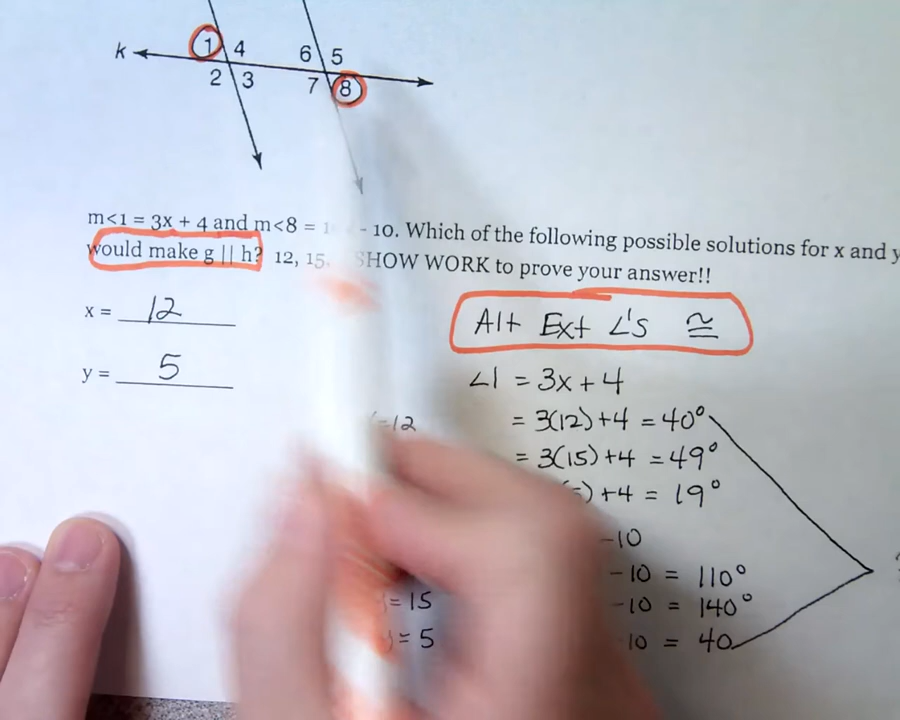 1 4 6 5
k
2 3 7 8
m<1 = 3x + 4 and m<8 = - 10. Which of the following possible solutions for x and y
would make g || h? 12, 15, SHOW WORK to prove your answer!!
x = 12
Alt Ext ∠'s ≅
y = 5
∠1 = 3x + 4
=12 = 3(12)+4 = 40°
= 3(15)+4 = 49°
)+4 = 19°
-10
-10 = 110°
=15 -10 = 140°
y = 5 10 = 40